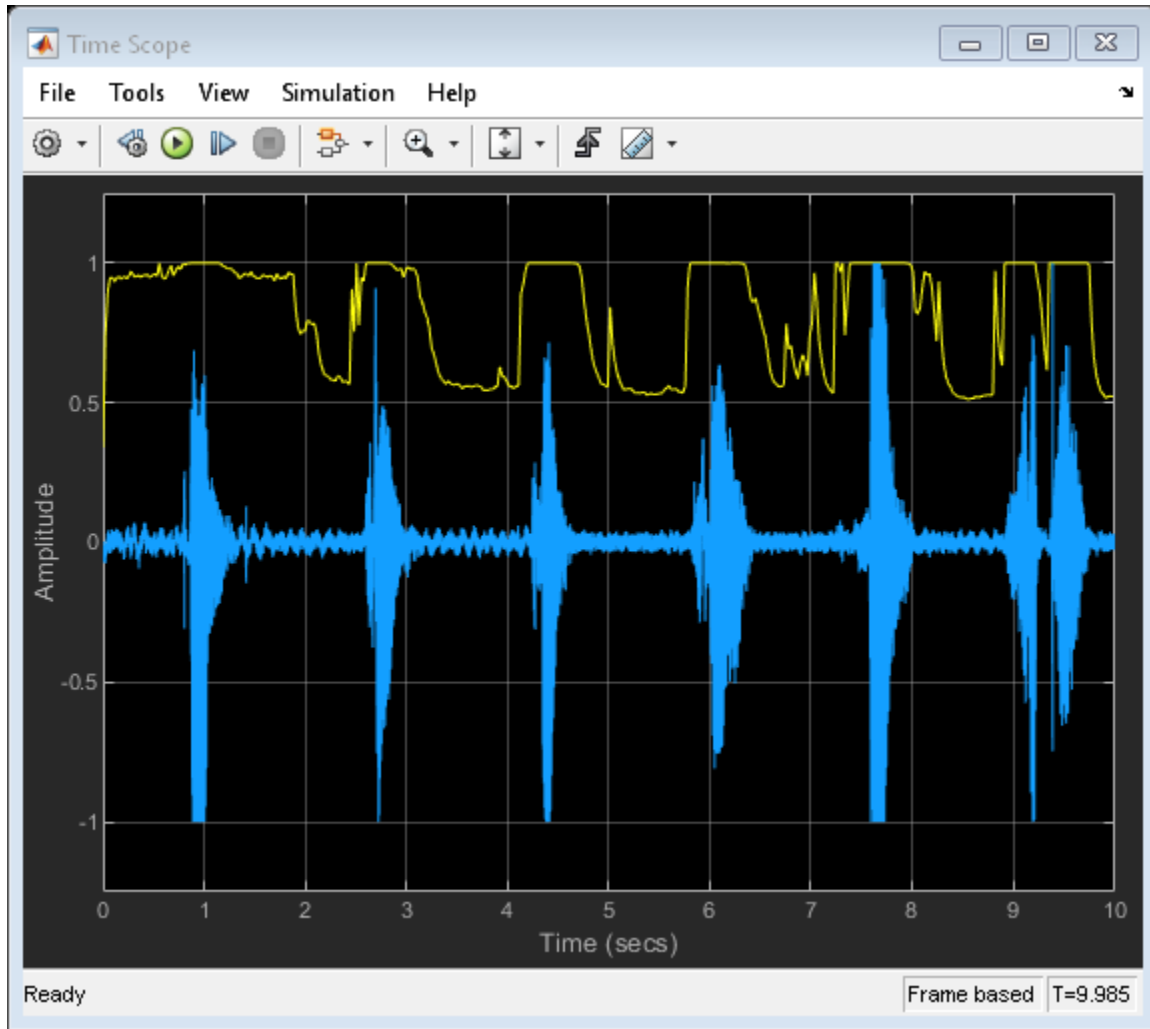 Time Scope
File Tools View Simulation Help
1
0.5
0
-0.5
-1
Amplitude
0 1 2 3 4 5 6 7 8 9 10
Time (secs)
Ready Frame based T=9.985